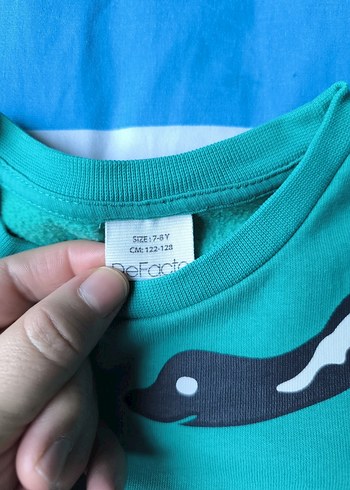 SIZE: 7-8 Y
CM: 122-128
DeFacto